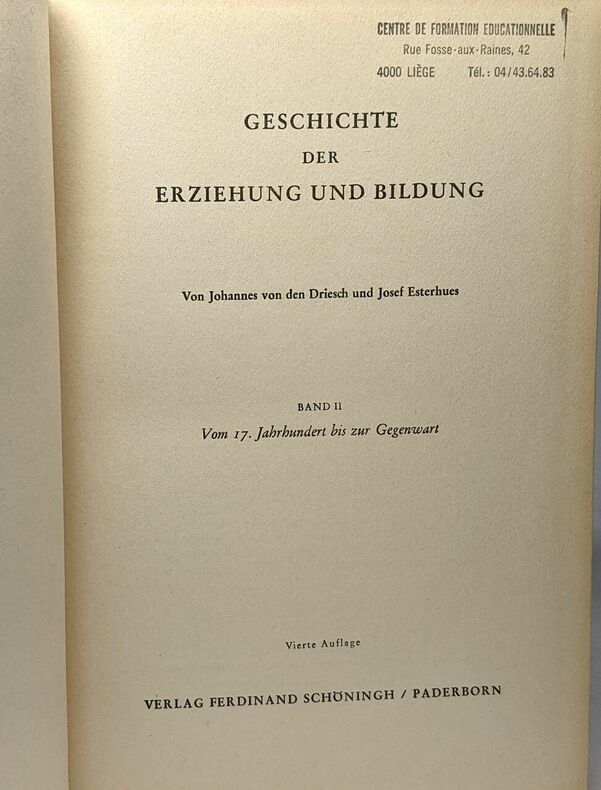 CENTRE DE FORMATION EDUCATIONNELLE
Rue Fosse-aux-Raines, 42
4000 LIÈGE Tél.: 04/43.64.83
GESCHICHTE
DER
ERZIEHUNG UND BILDUNG
Von Johannes von den Driesch und Josef Esterhues
BAND II
Vom 17. Jahrhundert bis zur Gegenwart
Vierte Auflage
VERLAG FERDINAND SCHÖNINGH / PADERBORN